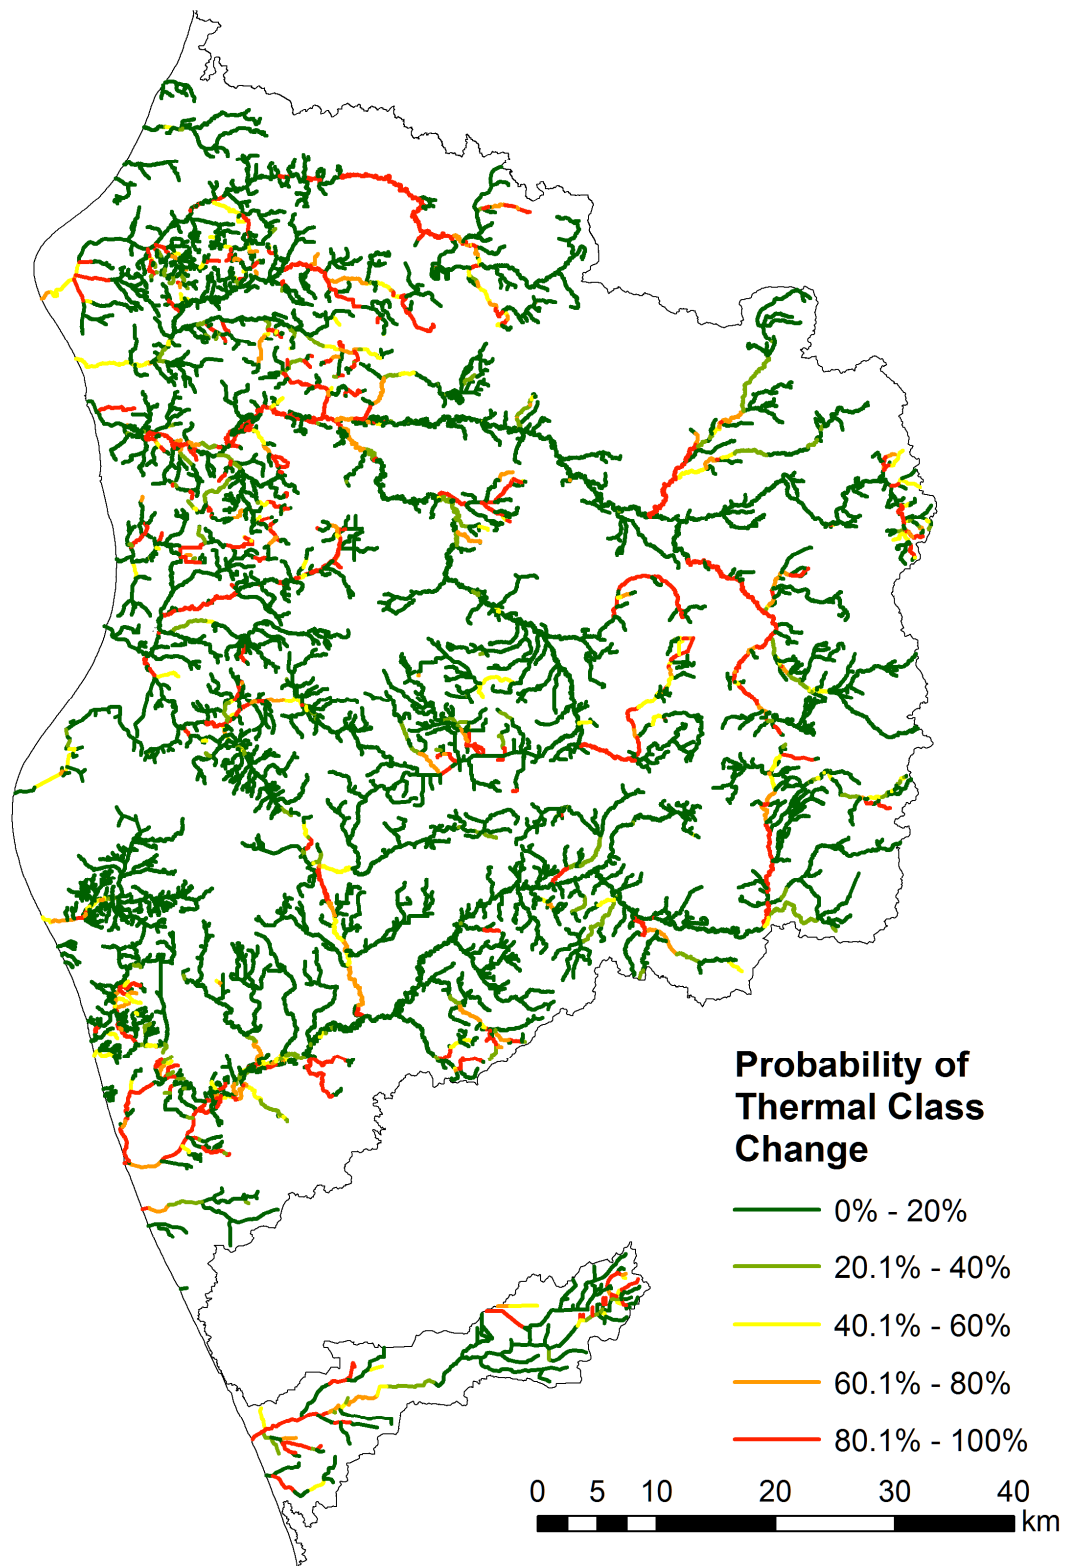 Probability of
Thermal Class
Change
0% - 20%
20.1% - 40%
40.1% - 60%
60.1% - 80%
80.1% - 100%
0 5 10 20 30 40
km